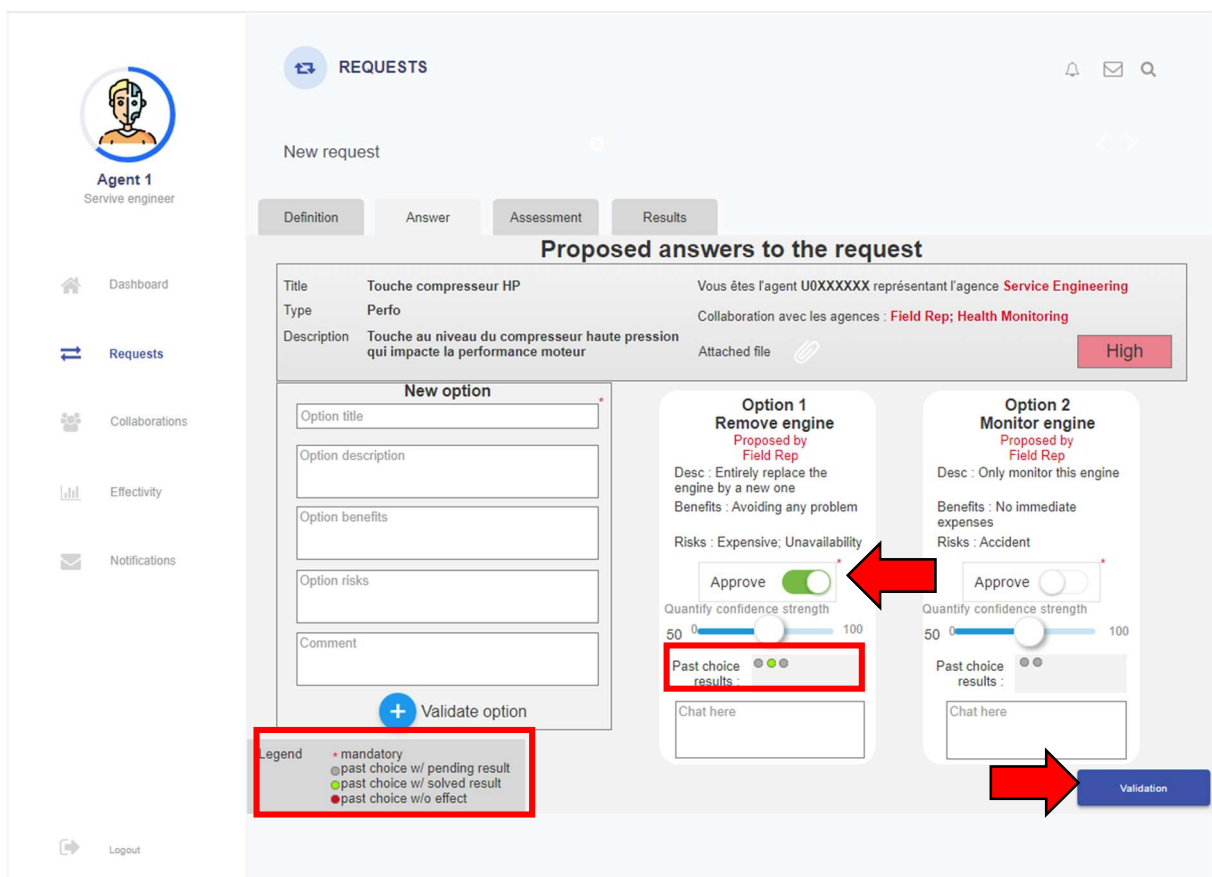 REQUESTS
Agent 1
Servive engineer
Dashboard
Requests
Collaborations
Effectivity
Notifications
Logout
New request
Definition
Answer
Assessment
Results
Proposed answers to the request
Title Touche compresseur HP
Type Perfo
Description Touche au niveau du compresseur haute pression
qui impacte la performance moteur
Vous êtes l'agent U0XXXXXX représentant l'agence Service Engineering
Collaboration avec les agences : Field Rep; Health Monitoring
Attached file
High
New option
*
Option title
Option description
Option benefits
Option risks
Comment
+ Validate option
Option 1
Remove engine
Proposed by
Field Rep
Desc : Entirely replace the
engine by a new one
Benefits : Avoiding any problem
Risks : Expensive; Unavailability
*
Approve
Quantify confidence strength
50 0 100
Past choice
results :
Chat here
Option 2
Monitor engine
Proposed by
Field Rep
Desc : Only monitor this engine
Benefits : No immediate
expenses
Risks : Accident
*
Approve
Quantify confidence strength
50 0 100
Past choice
results :
Chat here
Legend * mandatory
past choice w/ pending result
past choice w/ solved result
past choice w/o effect
Validation